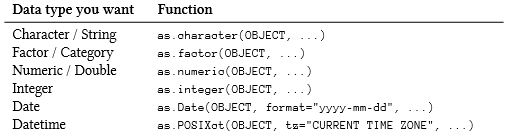 Data type you want Function
Character / String as.character(OBJECT, ...)
Factor / Category as.factor(OBJECT, ...)
Numeric / Double as.numeric(OBJECT, ...)
Integer as.integer(OBJECT, ...)
Date as.Date(OBJECT, format="yyyy-mm-dd", ...)
Datetime as.POSIXct(OBJECT, tz="CURRENT TIME ZONE", ...)